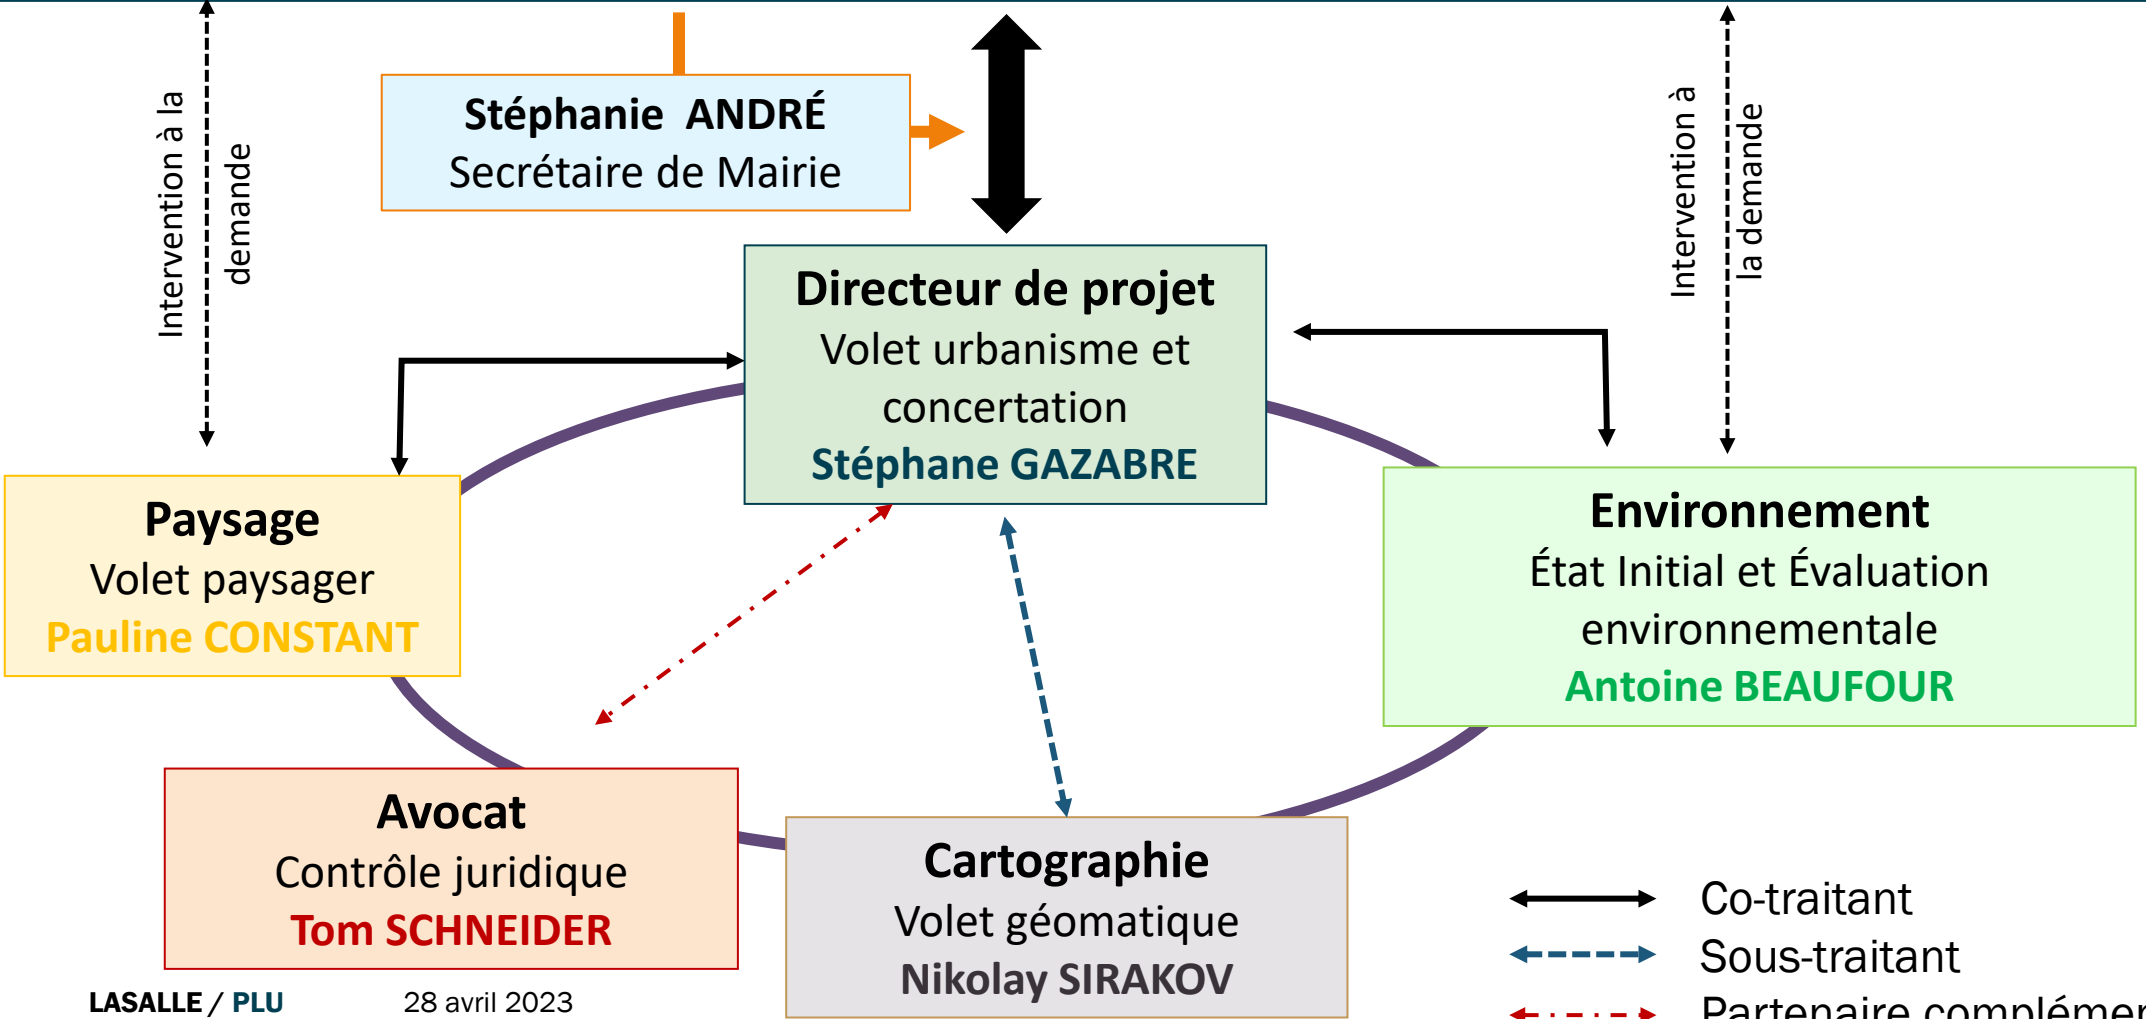 Intervention à la
demande
Stéphanie ANDRÉ
Secrétaire de Mairie
Intervention à
la demande
Directeur de projet
Volet urbanisme et
concertation
Stéphane GAZABRE
Paysage
Volet paysager
Pauline CONSTANT
Environnement
État Initial et Évaluation
environnementale
Antoine BEAUFOUR
Avocat
Contrôle juridique
Tom SCHNEIDER
Cartographie
Volet géomatique
Nikolay SIRAKOV
Co-traitant
Sous-traitant
Partenaire
LASALLE / PLU 28 avril 2023